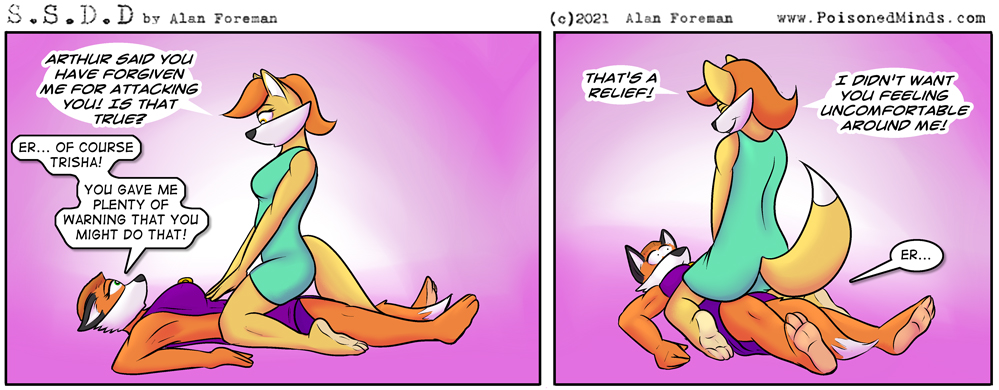 S.S.D.D by Alan Foreman
(c)2021 Alan Foreman www.PoisonedMinds.com
ARTHUR SAID YOU
HAVE FORGIVEN
ME FOR ATTACKING
YOU! IS THAT
TRUE?
ER... OF COURSE
TRISHA!
YOU GAVE ME
PLENTY OF
WARNING THAT YOU
MIGHT DO THAT!
THAT'S A
RELIEF!
I DIDN'T WANT
YOU FEELING
UNCOMFORTABLE
AROUND ME!
ER...